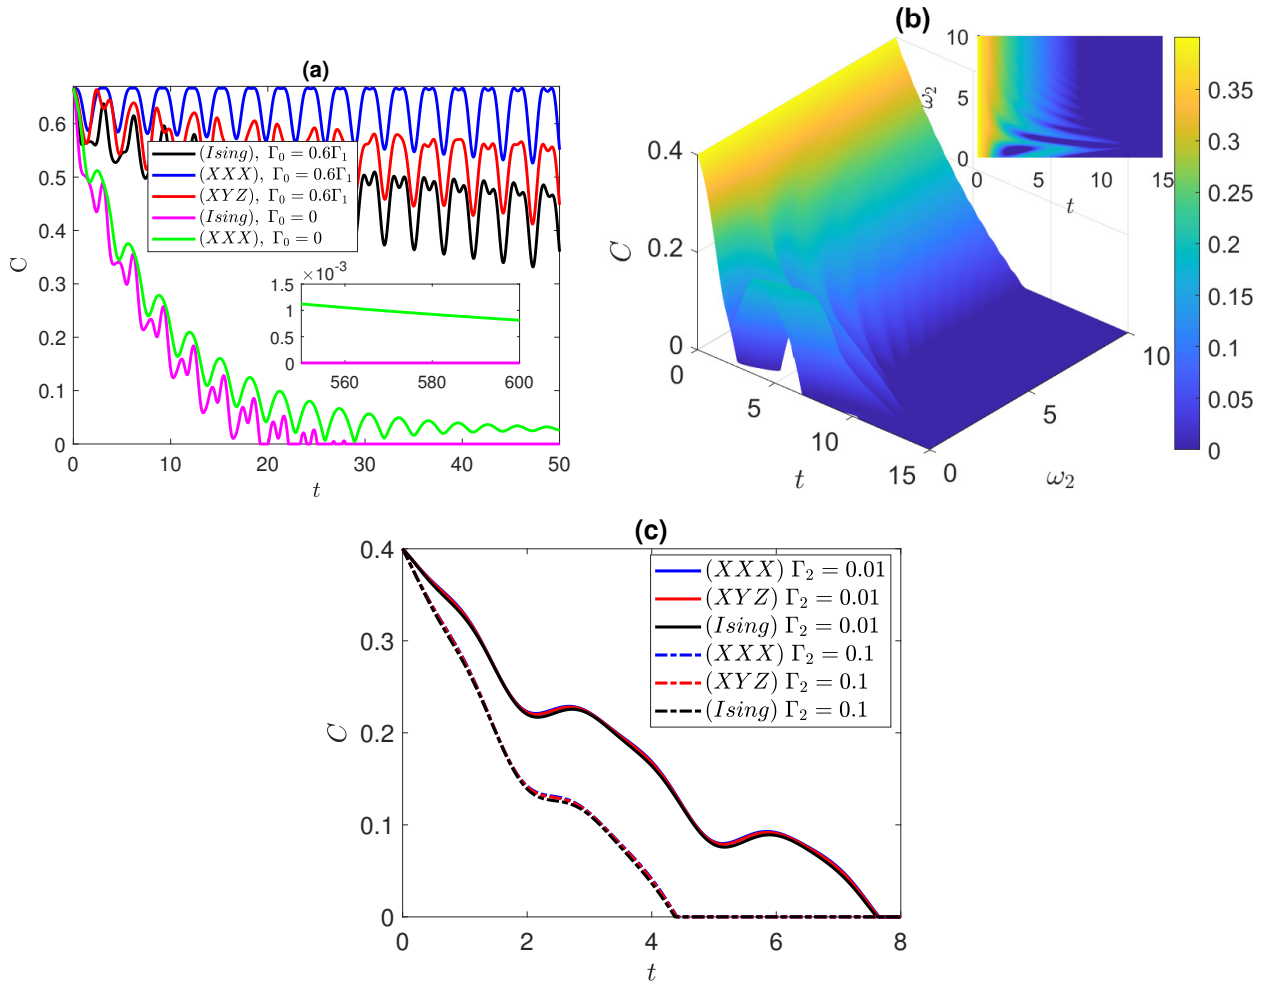 (a)
C
0.6
0.5
0.4
0.3
0.2
0.1
0
(Ising), Γ₀ = 0.6Γ₁
(XXX), Γ₀ = 0.6Γ₁
(XYZ), Γ₀ = 0.6Γ₁
(Ising), Γ₀ = 0
(XXX), Γ₀ = 0
×10⁻³
1.5
1
0.5
0
560 580 600
0 10 20 30 40 50
t
(b)
C
0.4
0.2
0
0 5 10 15
t
0 5 10
ω₂
10
5
0
ω₂
0 5 10 15
t
0.35
0.3
0.25
0.2
0.15
0.1
0.05
0
(c)
C
0.4
0.3
0.2
0.1
0
(XXX) Γ₂ = 0.01
(XYZ) Γ₂ = 0.01
(Ising) Γ₂ = 0.01
(XXX) Γ₂ = 0.1
(XYZ) Γ₂ = 0.1
(Ising) Γ₂ = 0.1
0 2 4 6 8
t